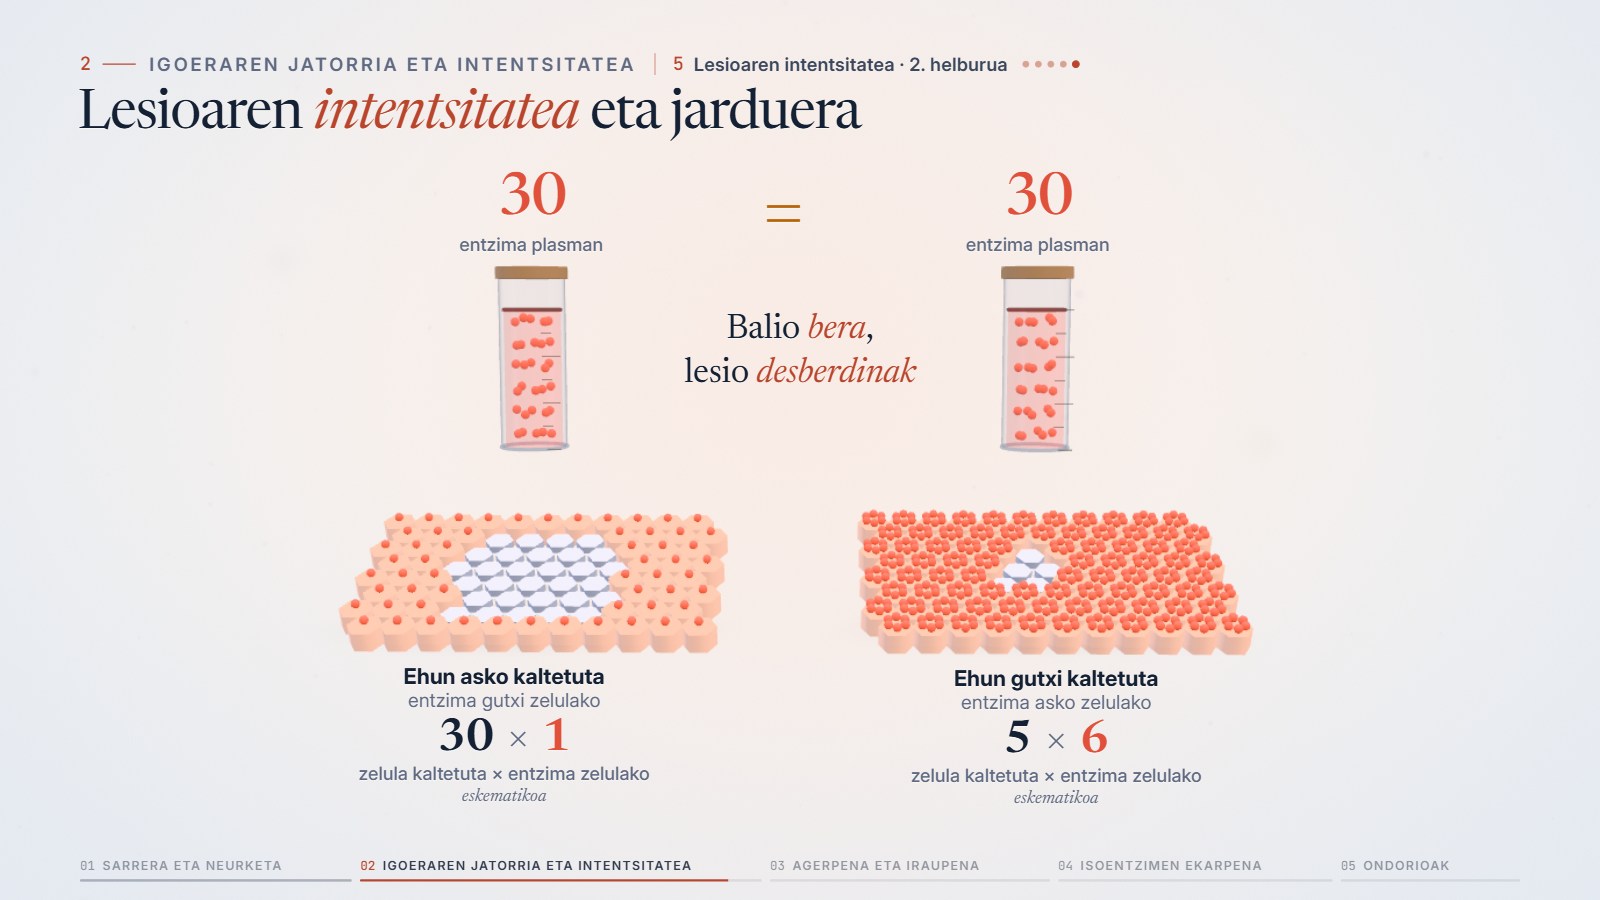 2 — IGOERAREN JATORRIA ETA INTENTSITATEA | 5 Lesioaren intentsitatea · 2. helburua
Lesioaren intentsitatea eta jarduera
30 = 30
entzima plasman entzima plasman
Balio bera,
lesio desberdinak
Ehun asko kaltetuta
entzima gutxi zelulako
30 × 1
zelula kaltetuta × entzima zelulako
eskematikoa
Ehun gutxi kaltetuta
entzima asko zelulako
5 × 6
zelula kaltetuta × entzima zelulako
eskematikoa
01 SARRERA ETA NEURKETA 02 IGOERAREN JATORRIA ETA INTENTSITATEA 03 AGERPENA ETA IRAUPENA 04 ISOENTZIMEN EKARPENA 05 ONDORIOAK